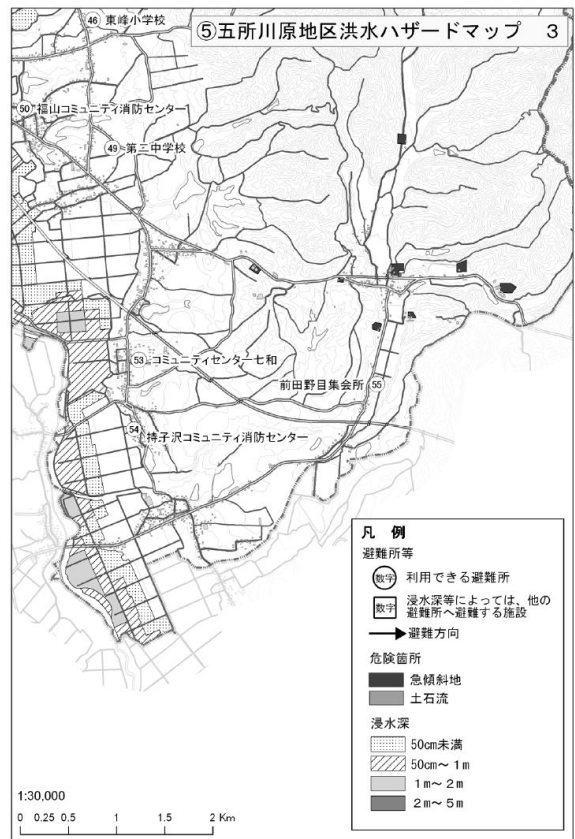 ⑤五所川原地区洪水ハザードマップ 3
46 東峰小学校
50 福山コミュニティ消防センター
49 第二中学校
53 コミュニティセンター七和
前田野目集会所 55
54 持子沢コミュニティ消防センター
凡 例
避難所等
数字 利用できる避難所
数字 浸水深等によっては、他の
避難所へ避難する施設
避難方向
危険箇所
急傾斜地
土石流
浸水深
50cm未満
50cm～1m
1m～2m
2m～5m
1:30,000
0 0.25 0.5 1 1.5 2 Km